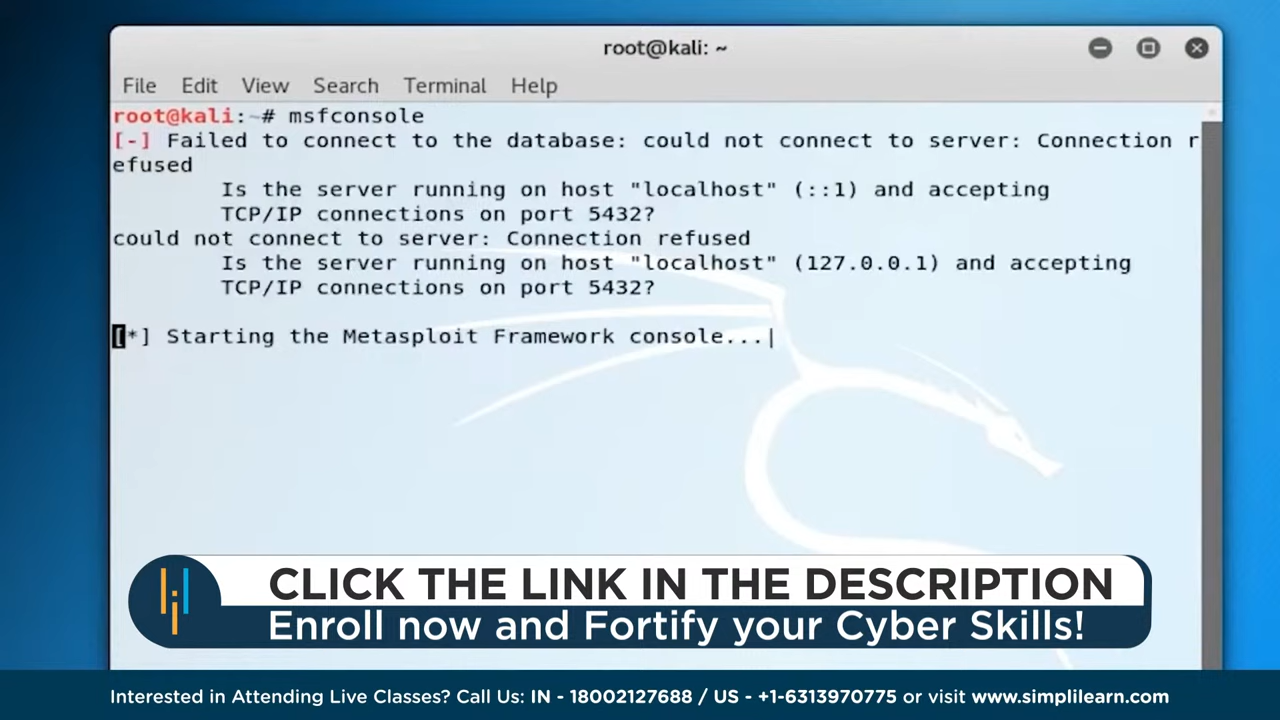 root@kali: ~
File Edit View Search Terminal Help
root@kali:~# msfconsole
[-] Failed to connect to the database: could not connect to server: Connection r
efused
Is the server running on host "localhost" (::1) and accepting
TCP/IP connections on port 5432?
could not connect to server: Connection refused
Is the server running on host "localhost" (127.0.0.1) and accepting
TCP/IP connections on port 5432?
[*] Starting the Metasploit Framework console...|
CLICK THE LINK IN THE DESCRIPTION
Enroll now and Fortify your Cyber Skills!
Interested in Attending Live Classes? Call Us: IN - 18002127688 / US - +1-6313970775 or visit www.simplilearn.com